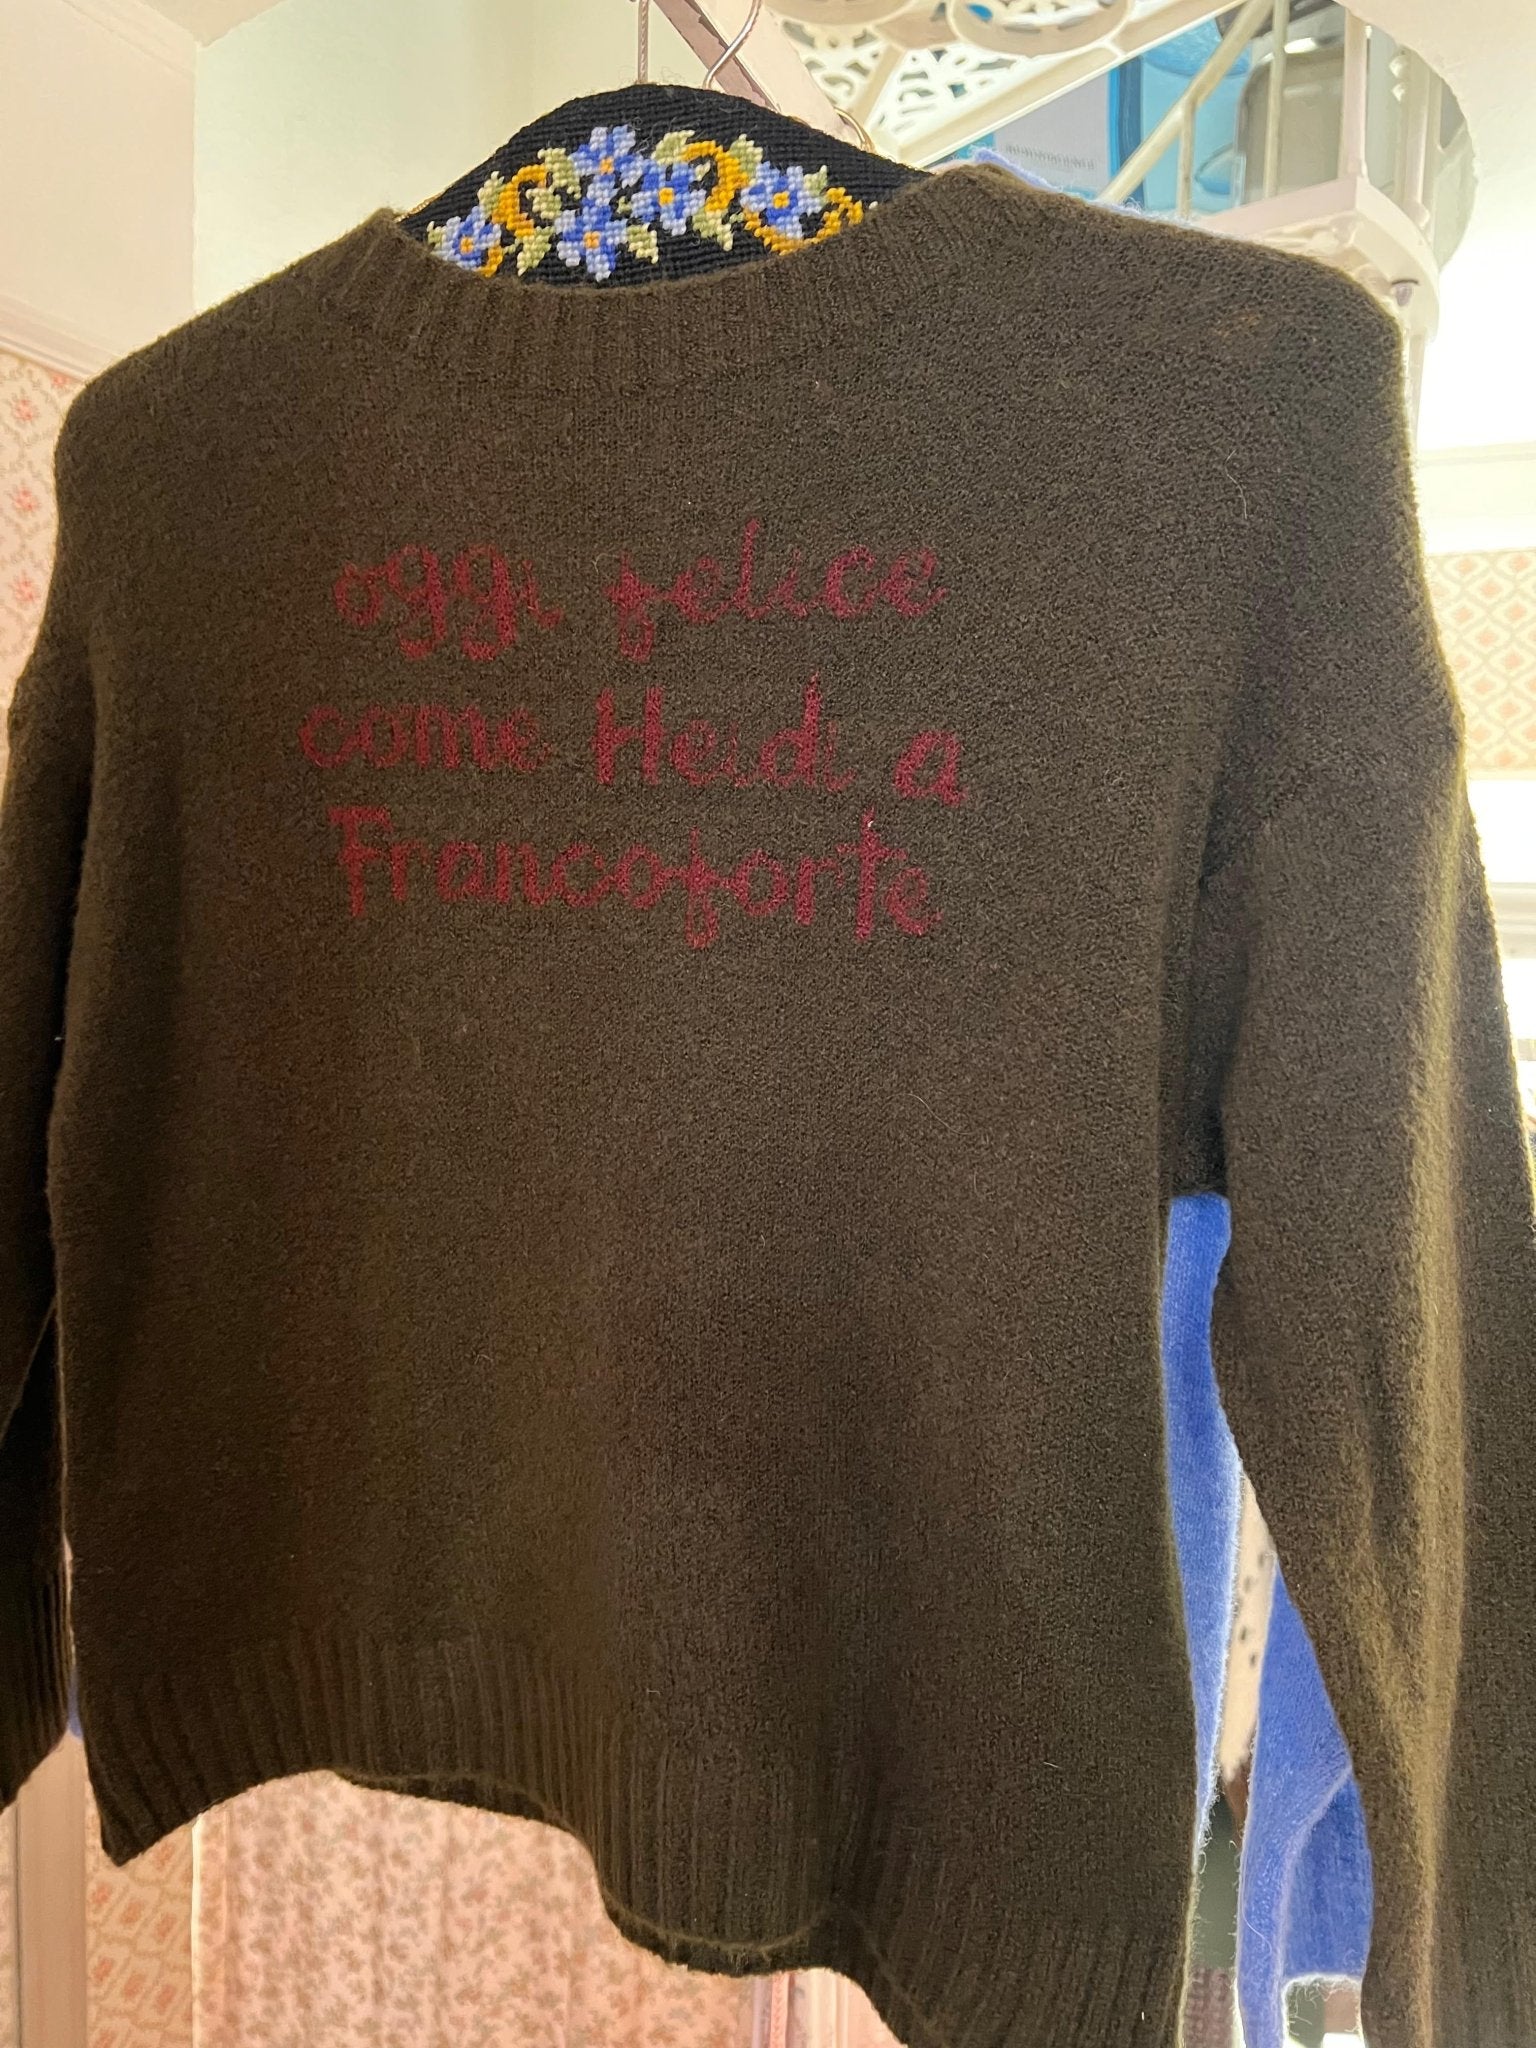 oggi felice
come Heidi a
Francoforte